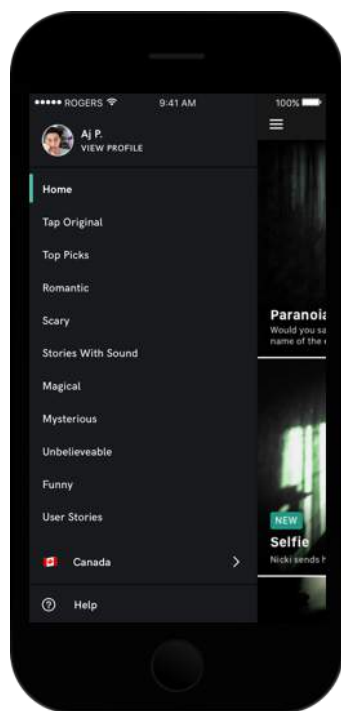 ROGERS 9:41 AM 100%
Aj P.
VIEW PROFILE
Home
Tap Original
Top Picks
Romantic
Scary
Stories With Sound
Magical
Mysterious
Unbelieveable
Funny
User Stories
Canada
Help
Paranoia
Would you sa
name of the
NEW
Selfie
Nicki sends h